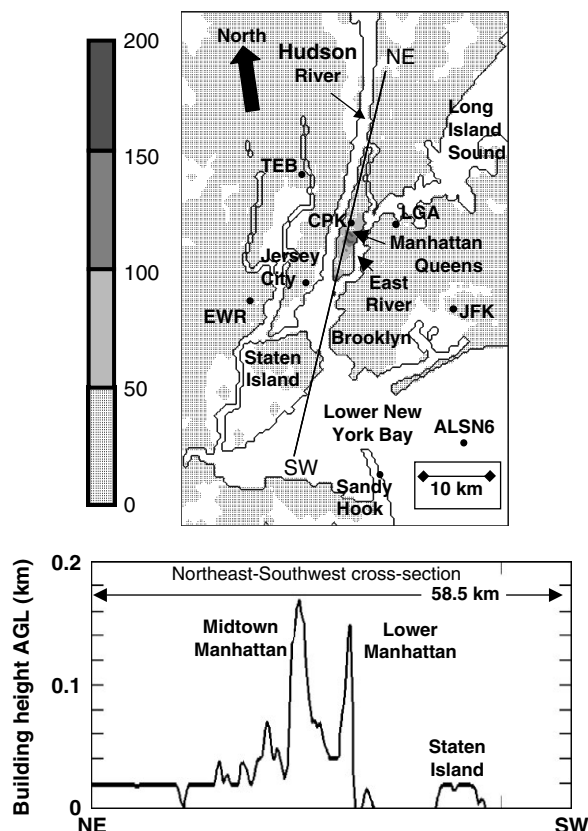 200
150
100
50
0
North
Hudson
River
NE
Long
Island
Sound
TEB
CPK
LGA
Manhattan
Queens
Jersey
City
East
River
EWR
JFK
Brooklyn
Staten
Island
Lower New
York Bay
ALSN6
SW
Sandy
Hook
10 km
Building height AGL (km)
0.2
0.1
0
Northeast-Southwest cross-section
58.5 km
Midtown
Manhattan
Lower
Manhattan
Staten
Island
NE
SW